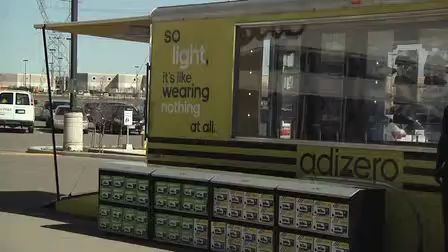 so
light,
it's like
wearing
nothing
at all.
adizero